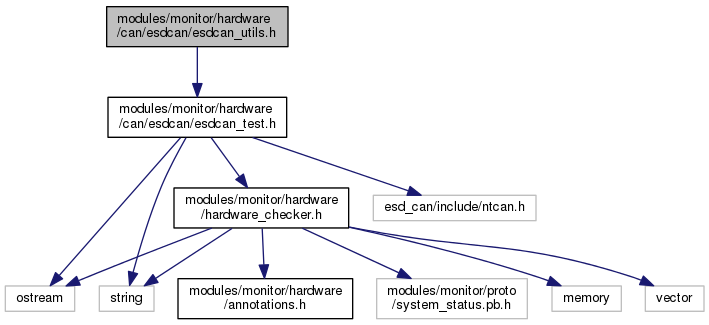 modules/monitor/hardware
/can/esdcan/esdcan_utils.h
modules/monitor/hardware
/can/esdcan/esdcan_test.h
modules/monitor/hardware
/hardware_checker.h
esd_can/include/ntcan.h
ostream
string
modules/monitor/hardware
/annotations.h
modules/monitor/proto
/system_status.pb.h
memory
vector